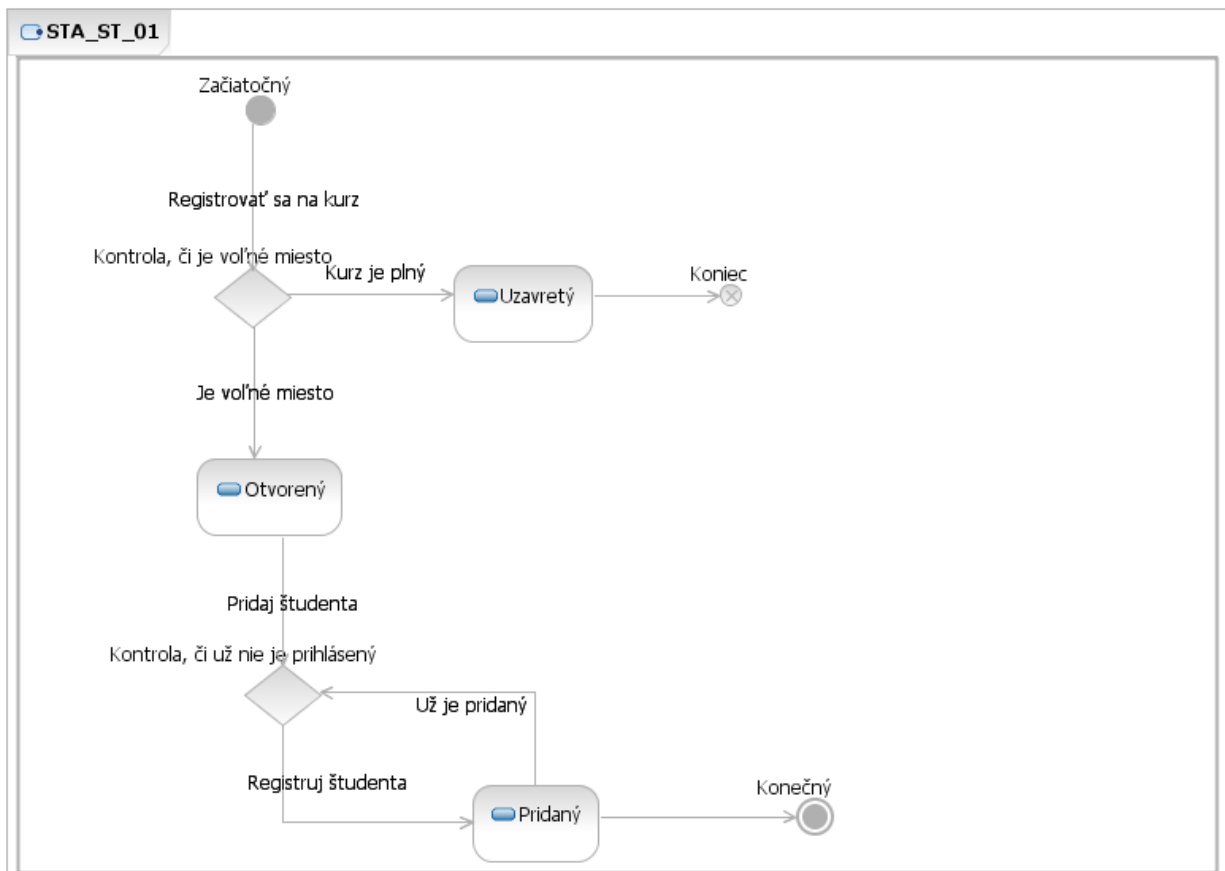 STA_ST_01
Začiatočný
Registrovať sa na kurz
Kontrola, či je voľné miesto
Kurz je plný
Uzavretý
Koniec
Je voľné miesto
Otvorený
Pridaj študenta
Kontrola, či už nie je prihlásený
Už je pridaný
Registruj študenta
Pridaný
Konečný